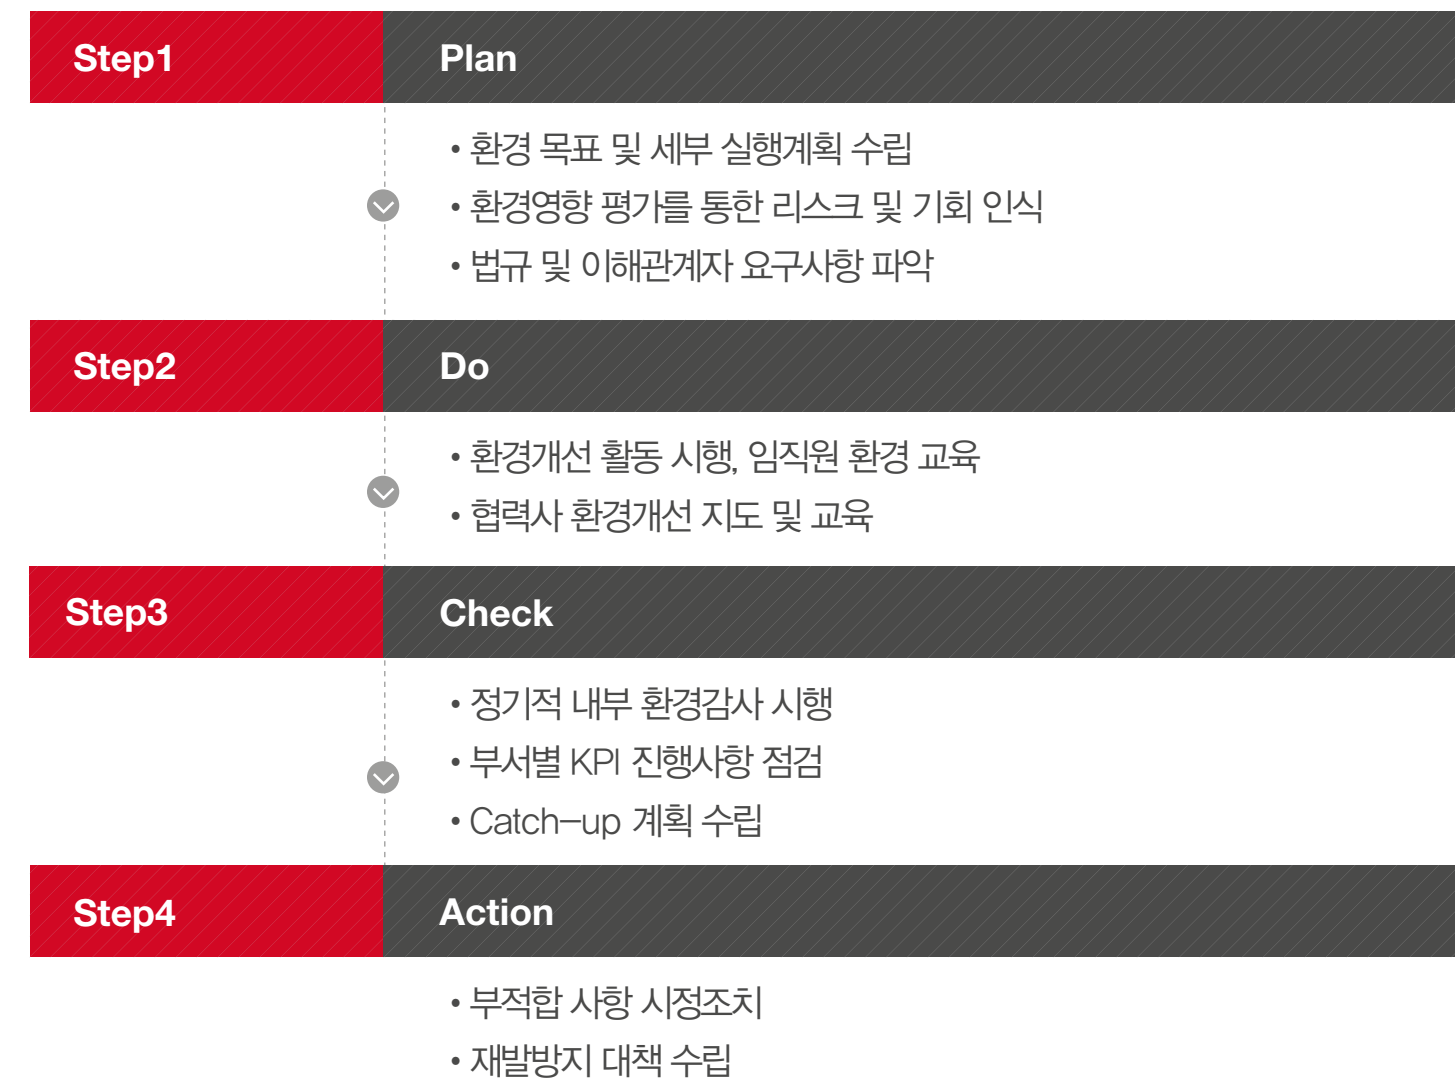 Step1 Plan
• 환경 목표 및 세부 실행계획 수립
• 환경영향 평가를 통한 리스크 및 기회 인식
• 법규 및 이해관계자 요구사항 파악
Step2 Do
• 환경개선 활동 시행, 임직원 환경 교육
• 협력사 환경개선 지도 및 교육
Step3 Check
• 정기적 내부 환경감사 시행
• 부서별 KPI 진행사항 점검
• Catch-up 계획 수립
Step4 Action
• 부적합 사항 시정조치
• 재발방지 대책 수립